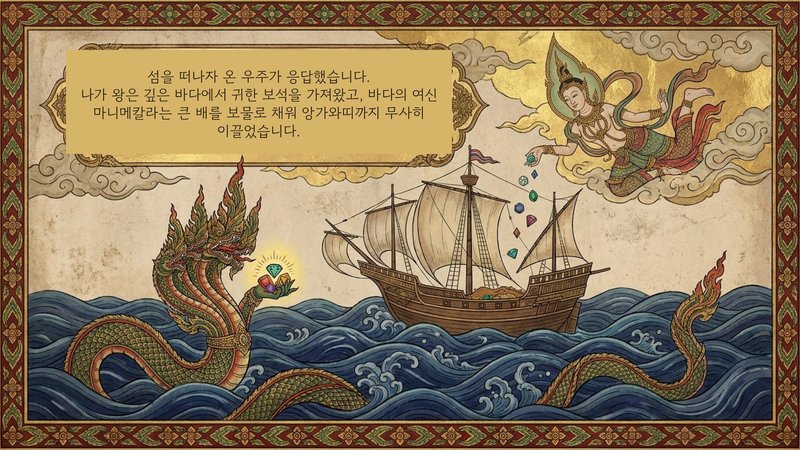 섬을 떠나자 온 우주가 응답했습니다.
나가 왕은 깊은 바다에서 귀한 보석을 가져왔고, 바다의 여신
마니메칼라는 큰 배를 보물로 채워 앙가와띠까지 무사히
이끌었습니다.